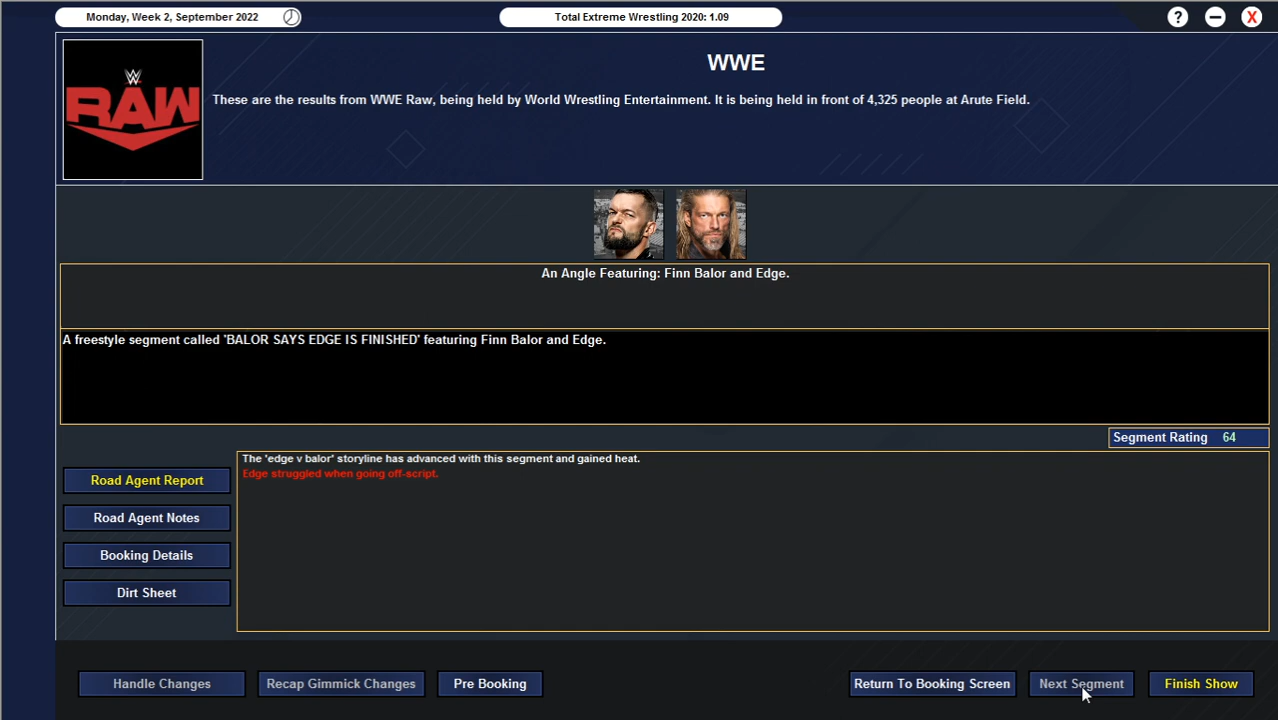 Monday, Week 2, September 2022
Total Extreme Wrestling 2020: 1.09
?
X
W
RAW
WWE
These are the results from WWE Raw, being held by World Wrestling Entertainment. It is being held in front of 4,325 people at Arute Field.
An Angle Featuring: Finn Balor and Edge.
A freestyle segment called 'BALOR SAYS EDGE IS FINISHED' featuring Finn Balor and Edge.
Segment Rating 64
The 'edge v balor' storyline has advanced with this segment and gained heat.
Edge struggled when going off-script.
Road Agent Report
Road Agent Notes
Booking Details
Dirt Sheet
Handle Changes
Recap Gimmick Changes
Pre Booking
Return To Booking Screen
Next Segment
Finish Show